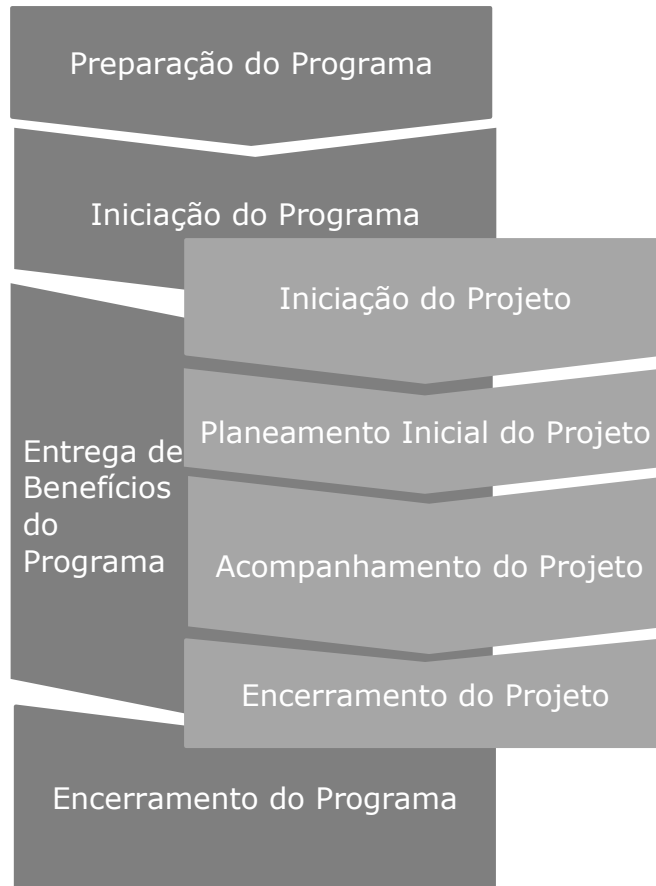 Preparação do Programa
Iniciação do Programa
Iniciação do Projeto
Planeamento Inicial do Projeto
Entrega de
Benefícios
do
Programa
Acompanhamento do Projeto
Encerramento do Projeto
Encerramento do Programa